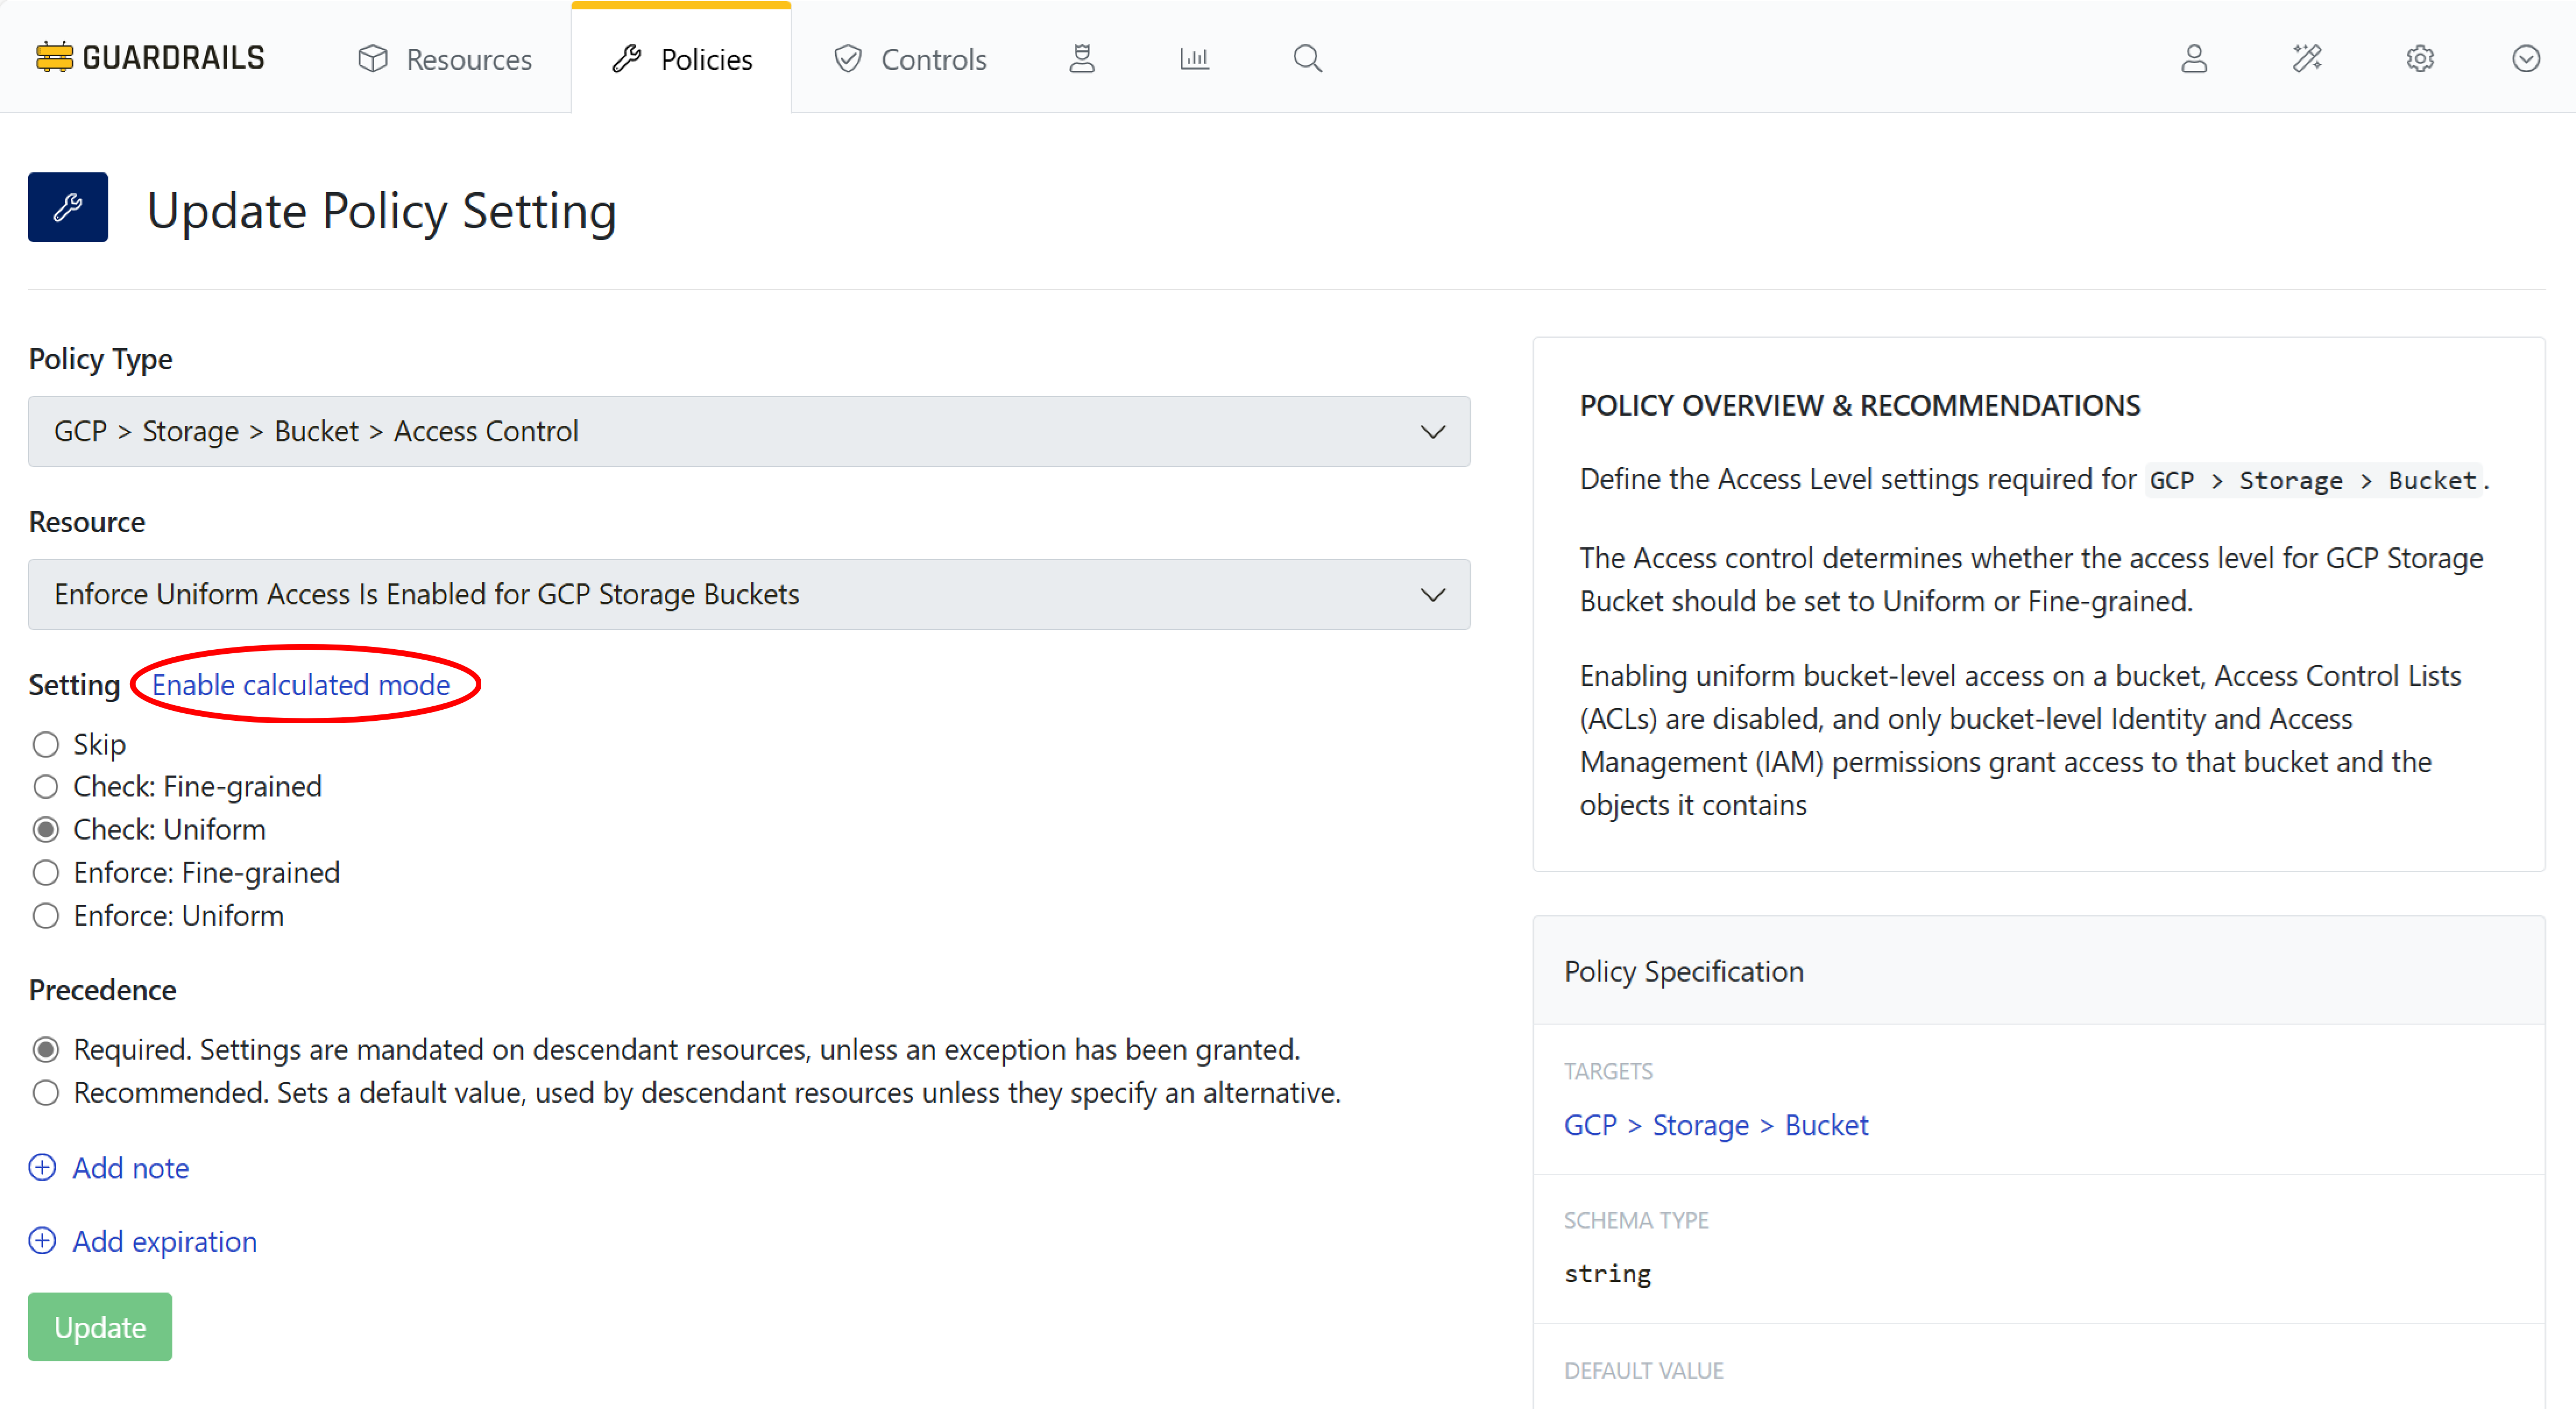 GUARDRAILS Resources Policies Controls
Update Policy Setting
Policy Type
GCP > Storage > Bucket > Access Control
Resource
Enforce Uniform Access Is Enabled for GCP Storage Buckets
Setting Enable calculated mode
Skip
Check: Fine-grained
Check: Uniform
Enforce: Fine-grained
Enforce: Uniform
Precedence
Required. Settings are mandated on descendant resources, unless an exception has been granted.
Recommended. Sets a default value, used by descendant resources unless they specify an alternative.
Add note
Add expiration
Update
POLICY OVERVIEW & RECOMMENDATIONS
Define the Access Level settings required for GCP > Storage > Bucket.
The Access control determines whether the access level for GCP Storage
Bucket should be set to Uniform or Fine-grained.
Enabling uniform bucket-level access on a bucket, Access Control Lists
(ACLs) are disabled, and only bucket-level Identity and Access
Management (IAM) permissions grant access to that bucket and the
objects it contains
Policy Specification
TARGETS
GCP > Storage > Bucket
SCHEMA TYPE
string
DEFAULT VALUE